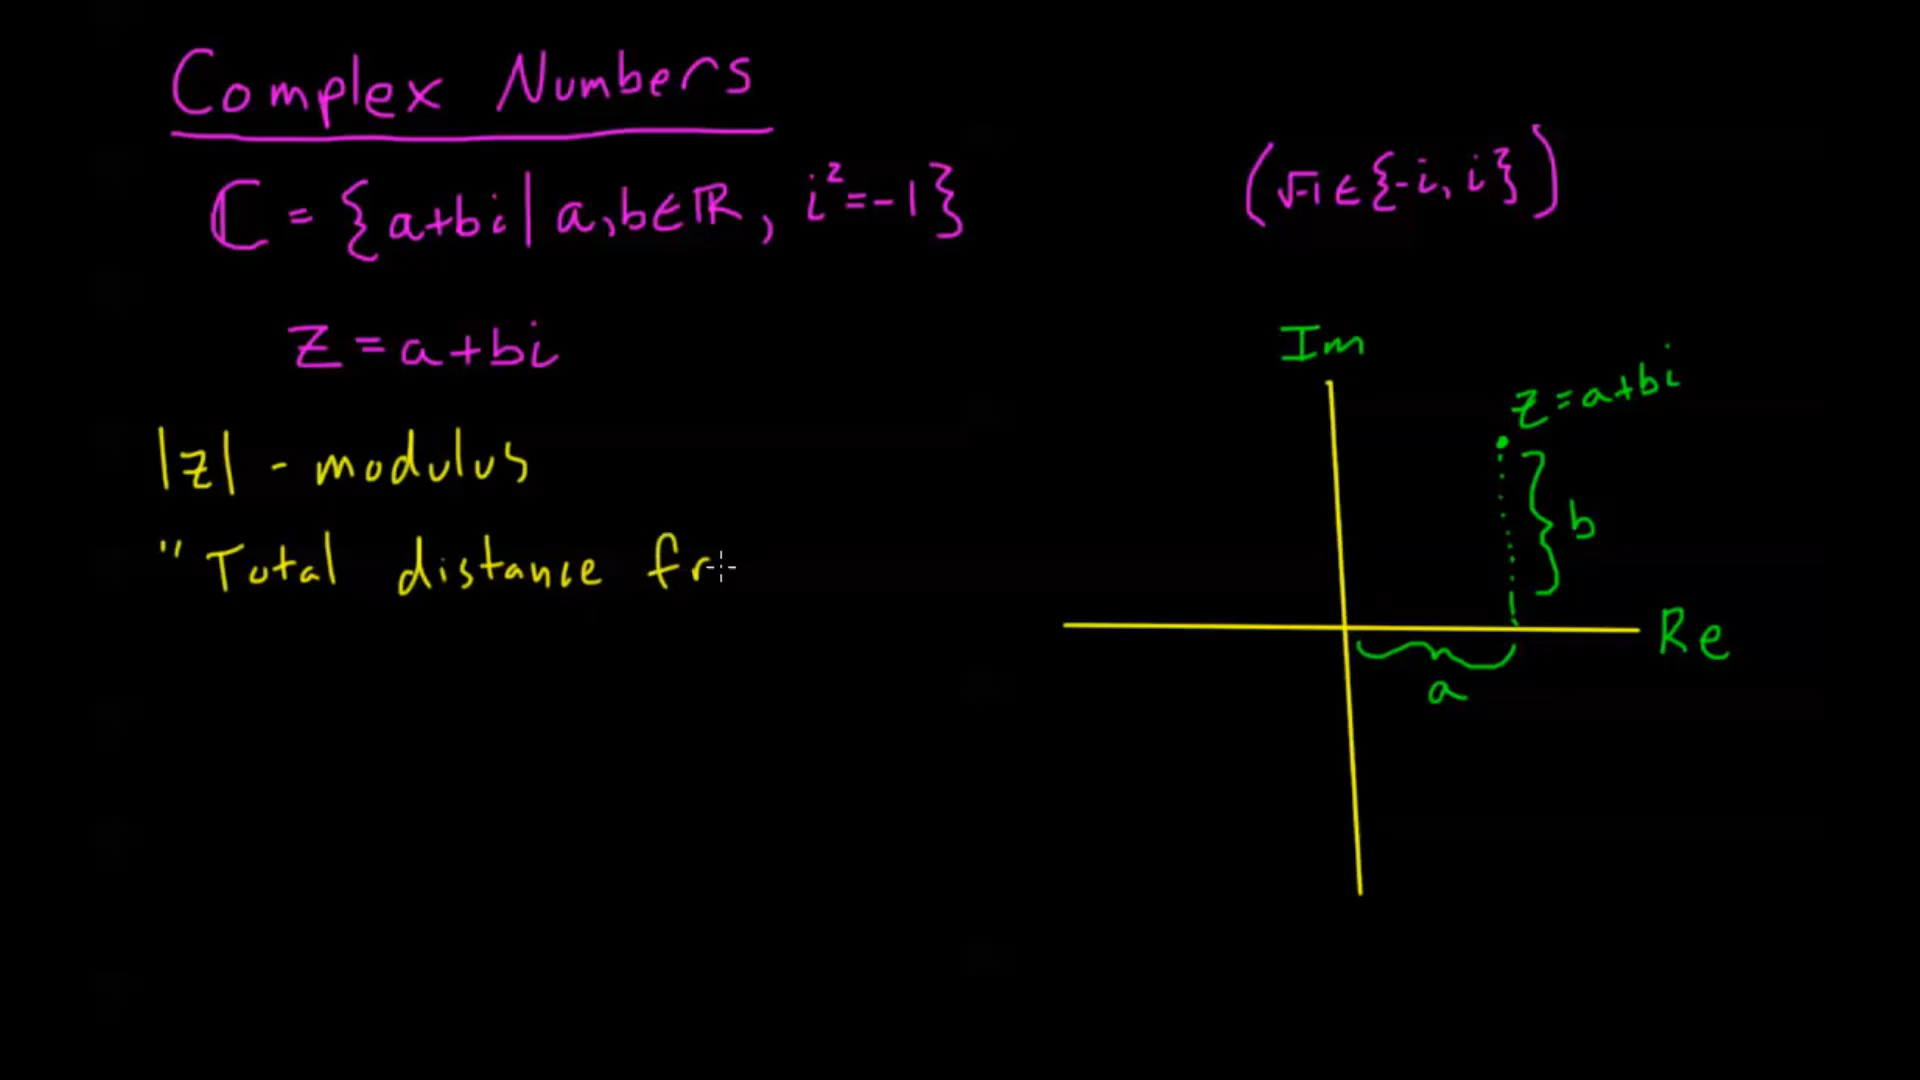 Complex Numbers
ℂ = {a+bi | a,b∈ℝ, i²=-1}
(√-1 ∈ {-i, i})
z = a+bi
|z| - modulus
"Total distance fr
Im
z = a+bi
b
Re
a